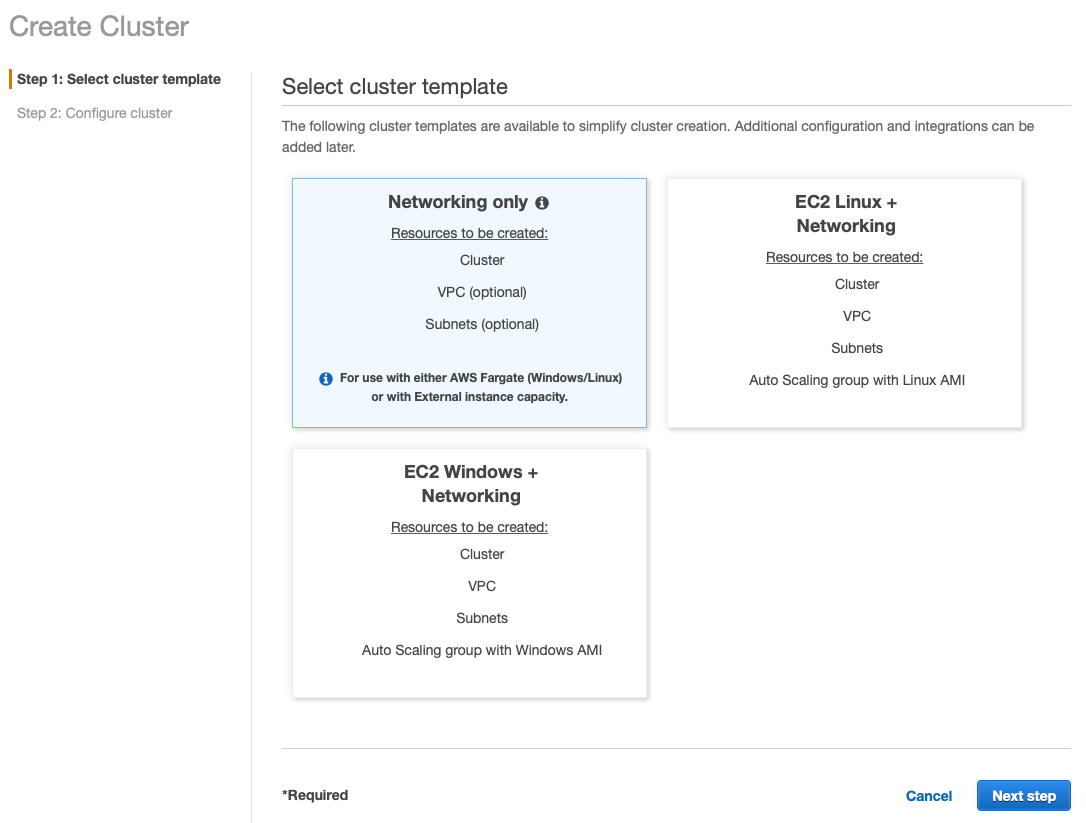 Create Cluster
Step 1: Select cluster template
Step 2: Configure cluster
Select cluster template
The following cluster templates are available to simplify cluster creation. Additional configuration and integrations can be
added later.
Networking only
Resources to be created:
Cluster
VPC (optional)
Subnets (optional)
For use with either AWS Fargate (Windows/Linux)
or with External instance capacity.
EC2 Linux +
Networking
Resources to be created:
Cluster
VPC
Subnets
Auto Scaling group with Linux AMI
EC2 Windows +
Networking
Resources to be created:
Cluster
VPC
Subnets
Auto Scaling group with Windows AMI
*Required
Cancel
Next step